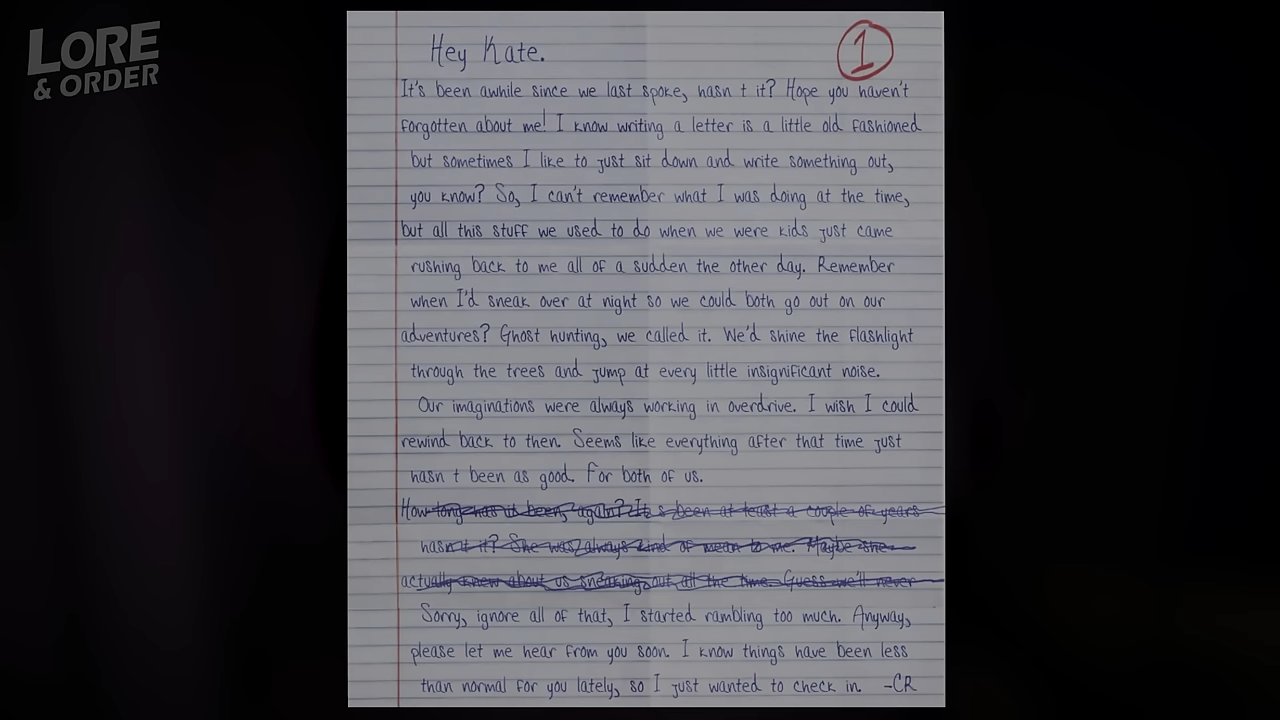 LORE
& ORDER
1
Hey Kate.
It's been awhile since we last spoke, hasn t it? Hope you haven't
forgotten about me! I know writing a letter is a little old fashioned
but sometimes I like to just sit down and write something out,
you know? So, I can't remember what I was doing at the time,
but all this stuff we used to do when we were kids just came
rushing back to me all of a sudden the other day. Remember
when I'd sneak over at night so we could both go out on our
adventures? Ghost hunting, we called it. We'd shine the flashlight
through the trees and jump at every little insignificant noise.
Our imaginations were always working in overdrive. I wish I could
rewind back to then. Seems like everything after that time just
hasn t been as good. For both of us.
How long has it been, again? It s been at least a couple of years
hasn t it? She was always kind of mean to me. Maybe she
actually knew about us sneaking out all the time. Guess we'll never
Sorry, ignore all of that, I started rambling too much. Anyway,
please let me hear from you soon. I know things have been less
than normal for you lately, so I just wanted to check in. -CR